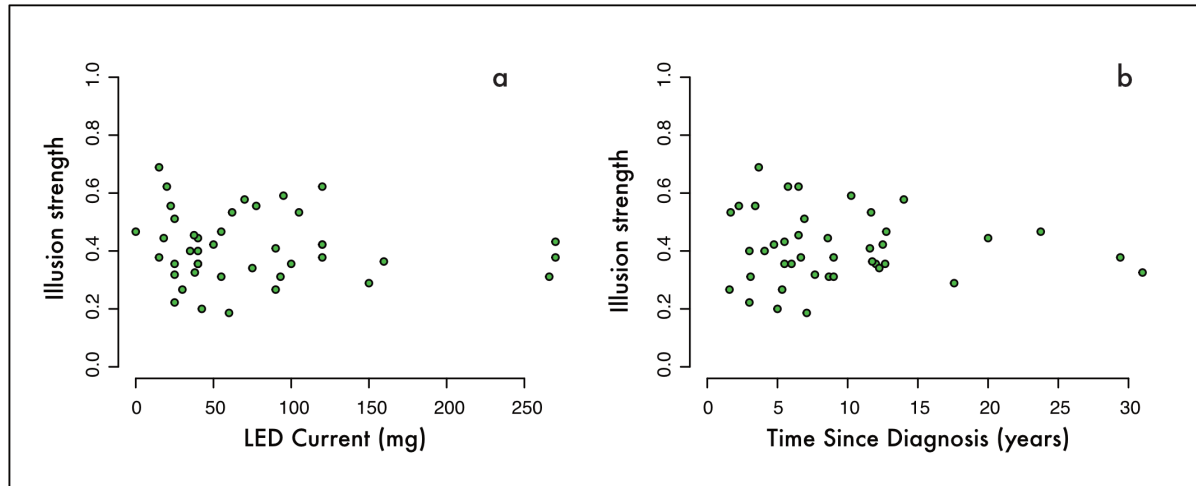 a
Illusion strength
0.0 0.2 0.4 0.6 0.8 1.0
0 50 100 150 200 250
LED Current (mg)
b
Illusion strength
0.0 0.2 0.4 0.6 0.8 1.0
0 5 10 15 20 25 30
Time Since Diagnosis (years)